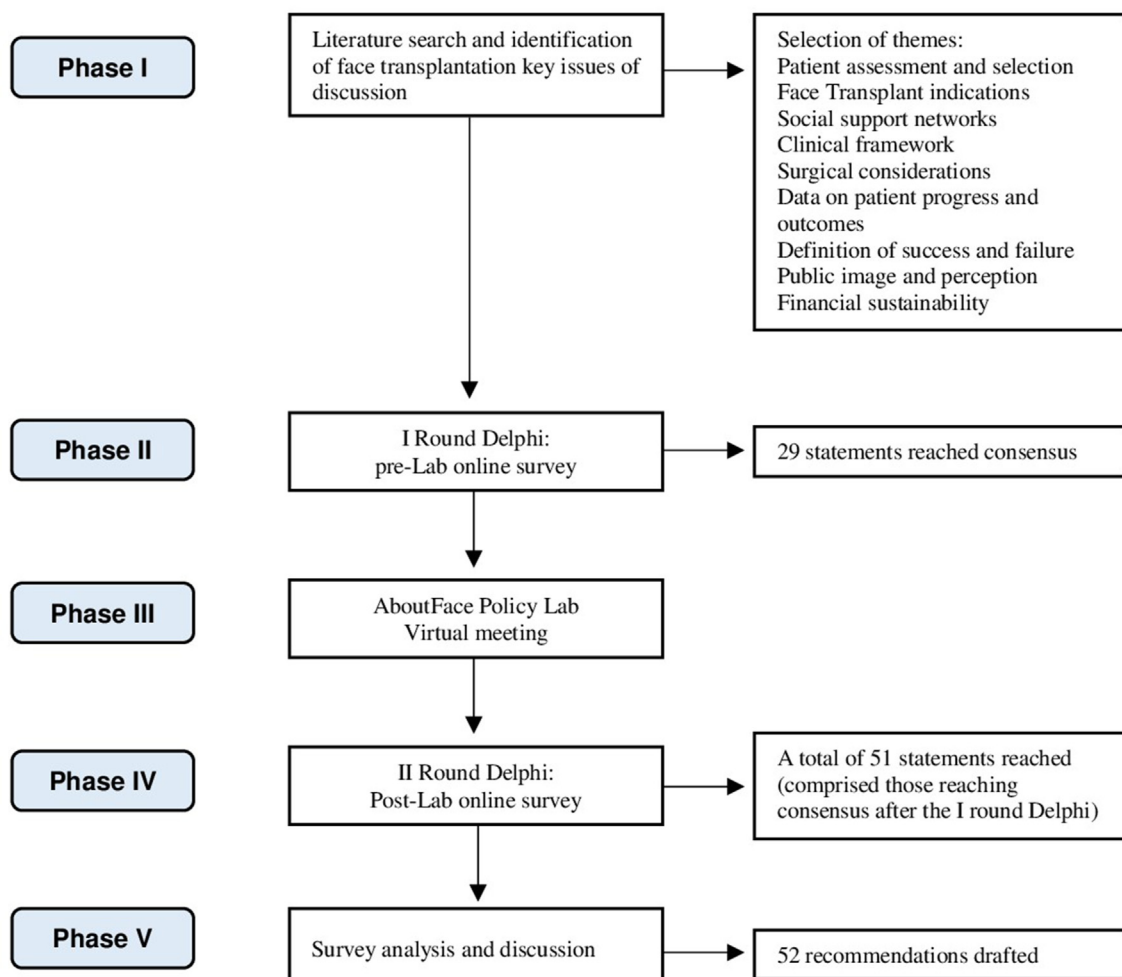 Phase I
Literature search and identification
of face transplantation key issues of
discussion
Selection of themes:
Patient assessment and selection
Face Transplant indications
Social support networks
Clinical framework
Surgical considerations
Data on patient progress and
outcomes
Definition of success and failure
Public image and perception
Financial sustainability
Phase II
I Round Delphi:
pre-Lab online survey
29 statements reached consensus
Phase III
AboutFace Policy Lab
Virtual meeting
Phase IV
II Round Delphi:
Post-Lab online survey
A total of 51 statements reached
(comprised those reaching
consensus after the I round Delphi)
Phase V
Survey analysis and discussion
52 recommendations drafted